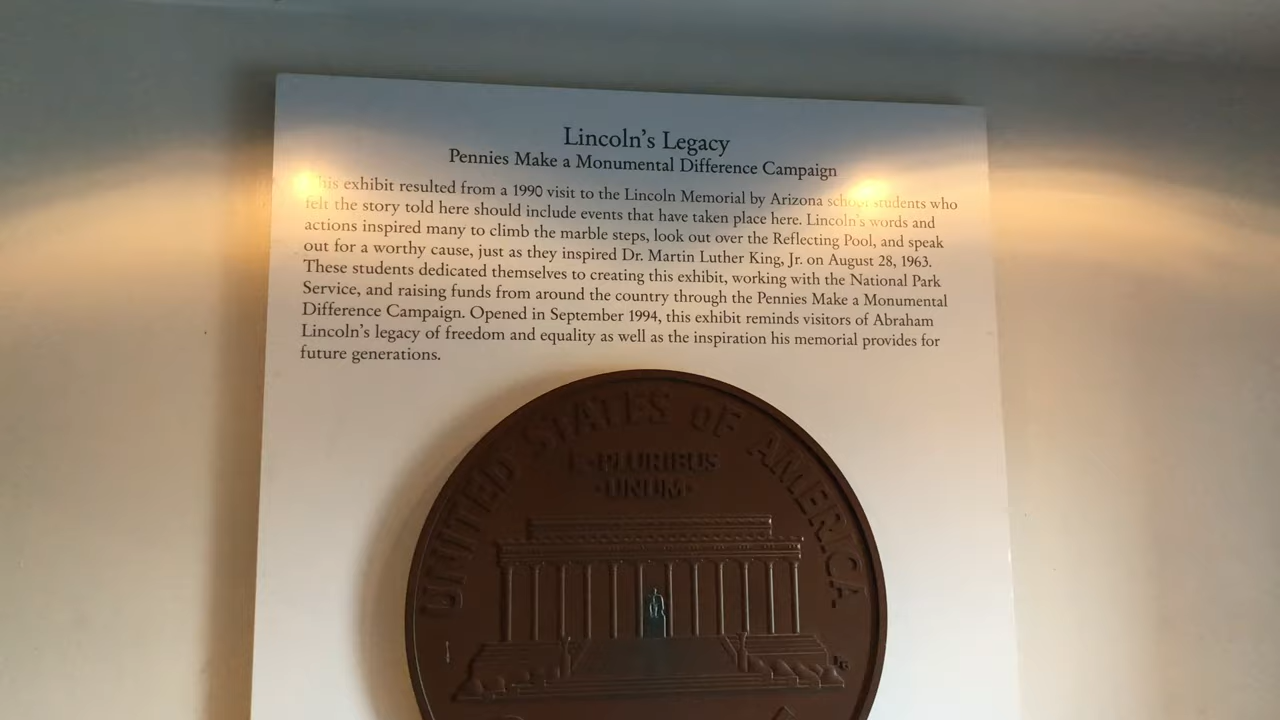 Lincoln's Legacy
Pennies Make a Monumental Difference Campaign
This exhibit resulted from a 1990 visit to the Lincoln Memorial by Arizona school students who
felt the story told here should include events that have taken place here. Lincoln's words and
actions inspired many to climb the marble steps, look out over the Reflecting Pool, and speak
out for a worthy cause, just as they inspired Dr. Martin Luther King, Jr. on August 28, 1963.
These students dedicated themselves to creating this exhibit, working with the National Park
Service, and raising funds from around the country through the Pennies Make a Monumental
Difference Campaign. Opened in September 1994, this exhibit reminds visitors of Abraham
Lincoln's legacy of freedom and equality as well as the inspiration his memorial provides for
future generations.
UNITED STATES OF AMERICA
E·PLURIBUS
·UNUM·